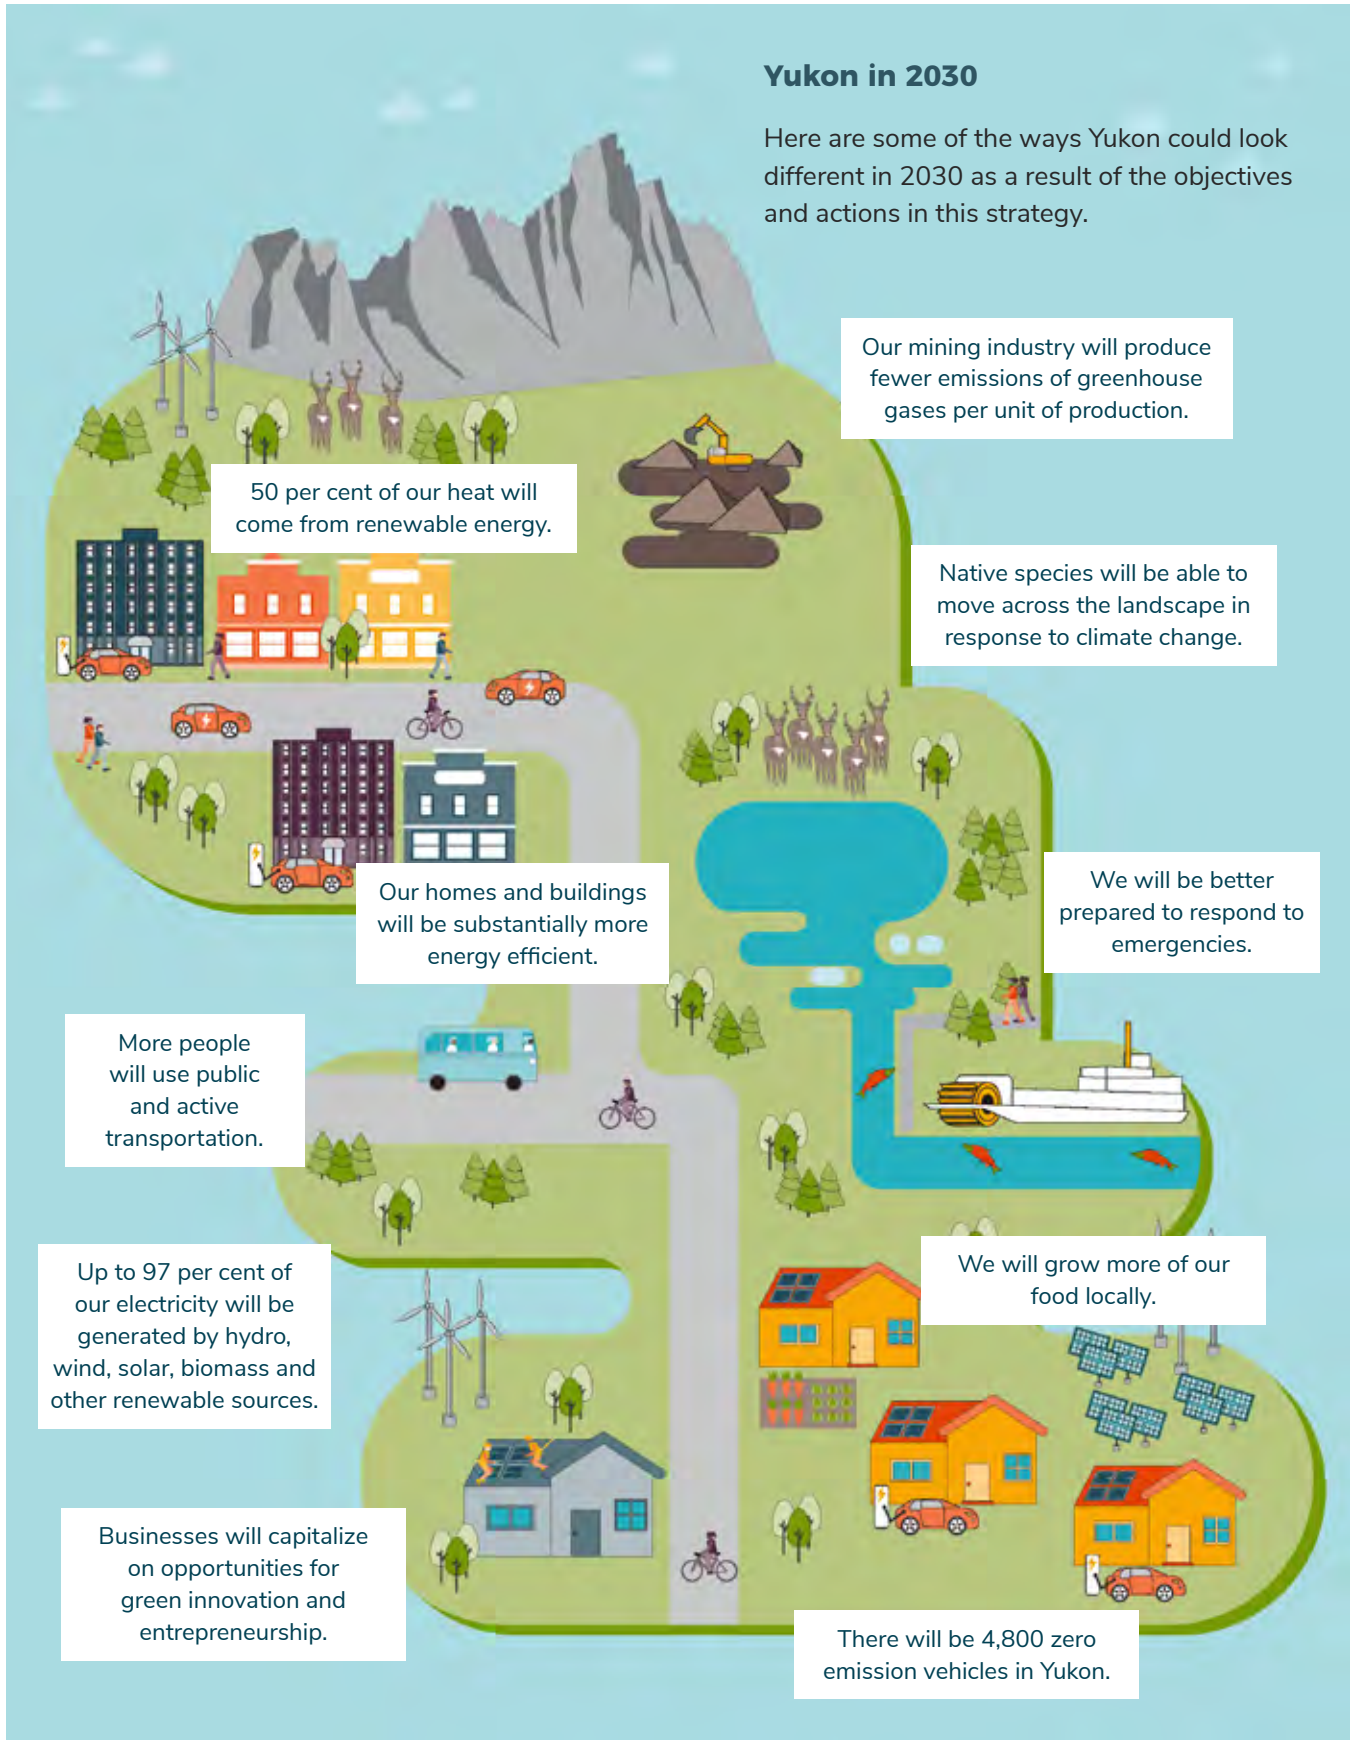 Yukon in 2030
Here are some of the ways Yukon could look
different in 2030 as a result of the objectives
and actions in this strategy.
Our mining industry will produce
fewer emissions of greenhouse
gases per unit of production.
50 per cent of our heat will
come from renewable energy.
Native species will be able to
move across the landscape in
response to climate change.
Our homes and buildings
will be substantially more
energy efficient.
We will be better
prepared to respond to
emergencies.
More people
will use public
and active
transportation.
We will grow more of our
food locally.
Up to 97 per cent of
our electricity will be
generated by hydro,
wind, solar, biomass and
other renewable sources.
Businesses will capitalize
on opportunities for
green innovation and
entrepreneurship.
There will be 4,800 zero
emission vehicles in Yukon.